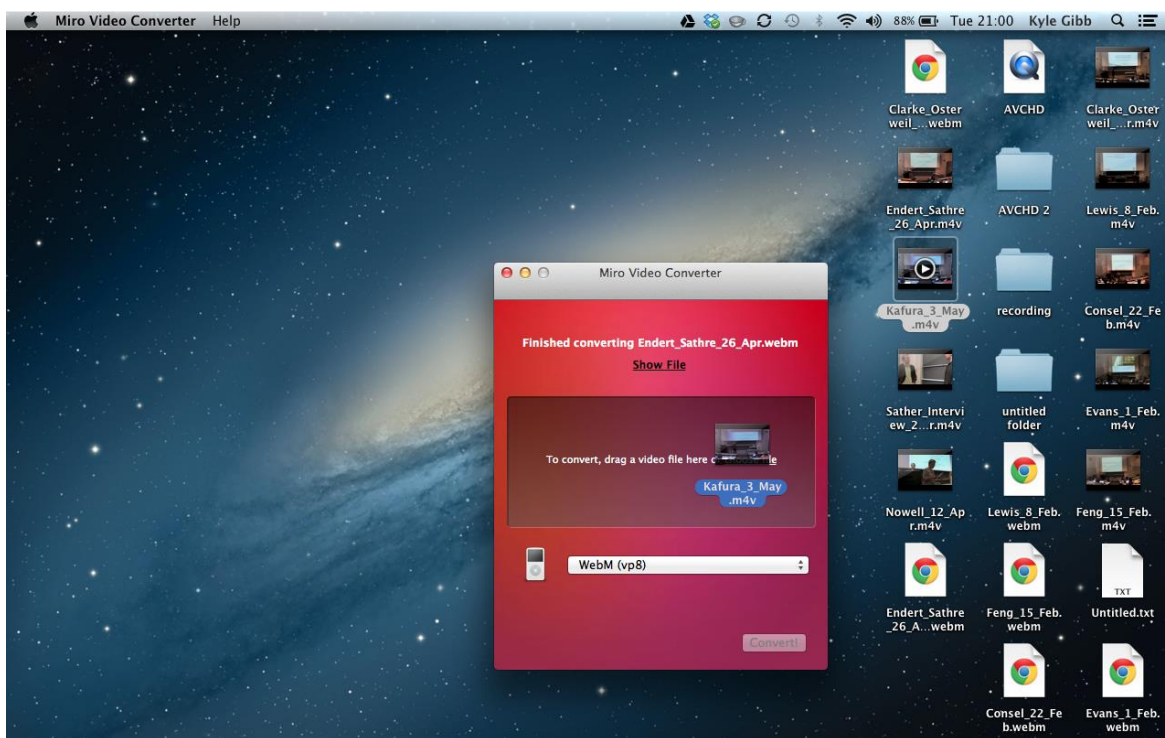 Miro Video Converter Help 88% Tue 21:00 Kyle Gibb
Clarke_Oster
weil_...webm
AVCHD
Clarke_Oster
weil_...r.m4v
Endert_Sathre
_26_Apr.m4v
AVCHD 2
Lewis_8_Feb.
m4v
Kafura_3_May
.m4v
recording
Consel_22_Fe
b.m4v
Sather_Intervi
ew_2...r.m4v
untitled
folder
Evans_1_Feb.
m4v
Nowell_12_Ap
r.m4v
Lewis_8_Feb.
webm
Feng_15_Feb.
m4v
Endert_Sathre
_26_A...webm
Feng_15_Feb.
webm
TXT
Untitled.txt
Consel_22_Fe
b.webm
Evans_1_Feb.
webm
Miro Video Converter
Finished converting Endert_Sathre_26_Apr.webm
Show File
To convert, drag a video file here
Kafura_3_May
.m4v
WebM (vp8)
Convert!